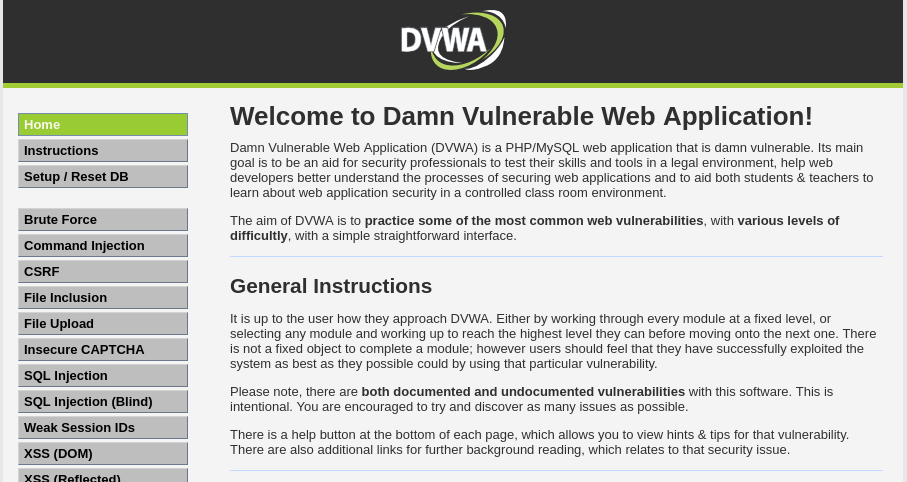 DVWA
Home
Instructions
Setup / Reset DB
Brute Force
Command Injection
CSRF
File Inclusion
File Upload
Insecure CAPTCHA
SQL Injection
SQL Injection (Blind)
Weak Session IDs
XSS (DOM)
XSS (Reflected)
Welcome to Damn Vulnerable Web Application!
Damn Vulnerable Web Application (DVWA) is a PHP/MySQL web application that is damn vulnerable. Its main
goal is to be an aid for security professionals to test their skills and tools in a legal environment, help web
developers better understand the processes of securing web applications and to aid both students & teachers to
learn about web application security in a controlled class room environment.
The aim of DVWA is to practice some of the most common web vulnerabilities, with various levels of
difficultly, with a simple straightforward interface.
General Instructions
It is up to the user how they approach DVWA. Either by working through every module at a fixed level, or
selecting any module and working up to reach the highest level they can before moving onto the next one. There
is not a fixed object to complete a module; however users should feel that they have successfully exploited the
system as best as they possible could by using that particular vulnerability.
Please note, there are both documented and undocumented vulnerabilities with this software. This is
intentional. You are encouraged to try and discover as many issues as possible.
There is a help button at the bottom of each page, which allows you to view hints & tips for that vulnerability.
There are also additional links for further background reading, which relates to that security issue.